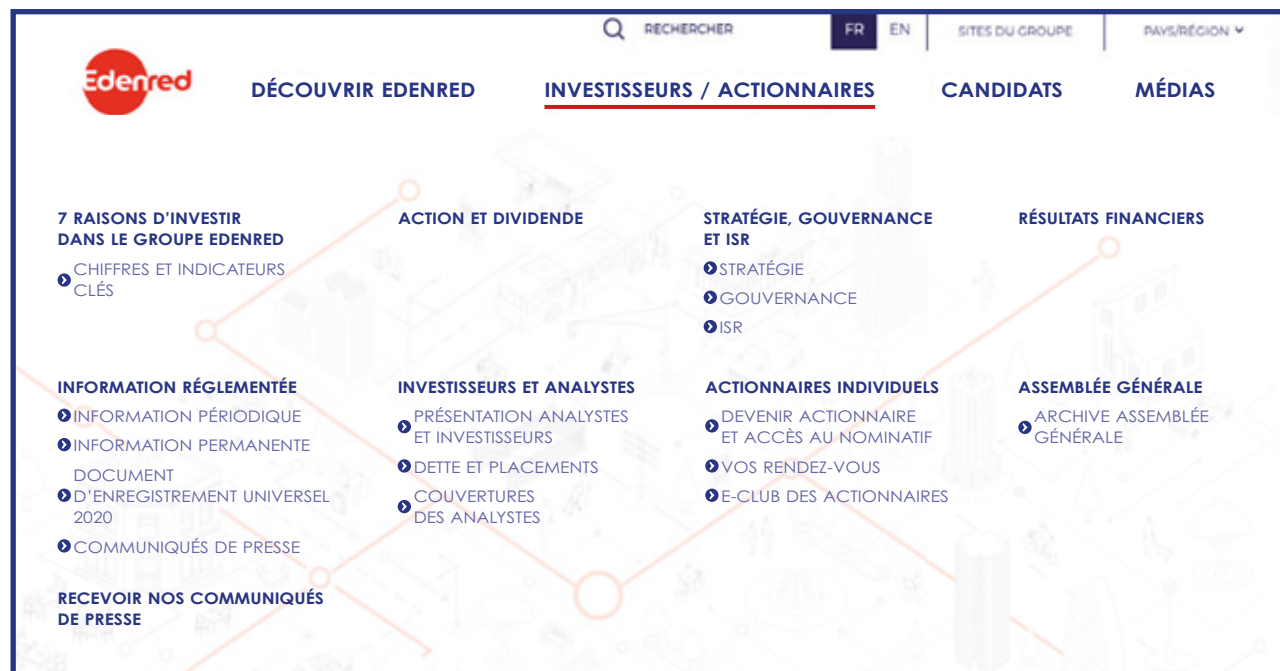 RECHERCHER
FR
EN
SITES DU GROUPE
PAYS/RÉGION
Edenred
DÉCOUVRIR EDENRED
INVESTISSEURS / ACTIONNAIRES
CANDIDATS
MÉDIAS
7 RAISONS D'INVESTIR
DANS LE GROUPE EDENRED
CHIFFRES ET INDICATEURS
CLÉS
ACTION ET DIVIDENDE
STRATÉGIE, GOUVERNANCE
ET ISR
STRATÉGIE
GOUVERNANCE
ISR
RÉSULTATS FINANCIERS
INFORMATION RÉGLEMENTÉE
INFORMATION PÉRIODIQUE
INFORMATION PERMANENTE
DOCUMENT
D'ENREGISTREMENT UNIVERSEL
2020
COMMUNIQUÉS DE PRESSE
INVESTISSEURS ET ANALYSTES
PRÉSENTATION ANALYSTES
ET INVESTISSEURS
DETTE ET PLACEMENTS
COUVERTURES
DES ANALYSTES
ACTIONNAIRES INDIVIDUELS
DEVENIR ACTIONNAIRE
ET ACCÈS AU NOMINATIF
VOS RENDEZ-VOUS
E-CLUB DES ACTIONNAIRES
ASSEMBLÉE GÉNÉRALE
ARCHIVE ASSEMBLÉE
GÉNÉRALE
RECEVOIR NOS COMMUNIQUÉS
DE PRESSE